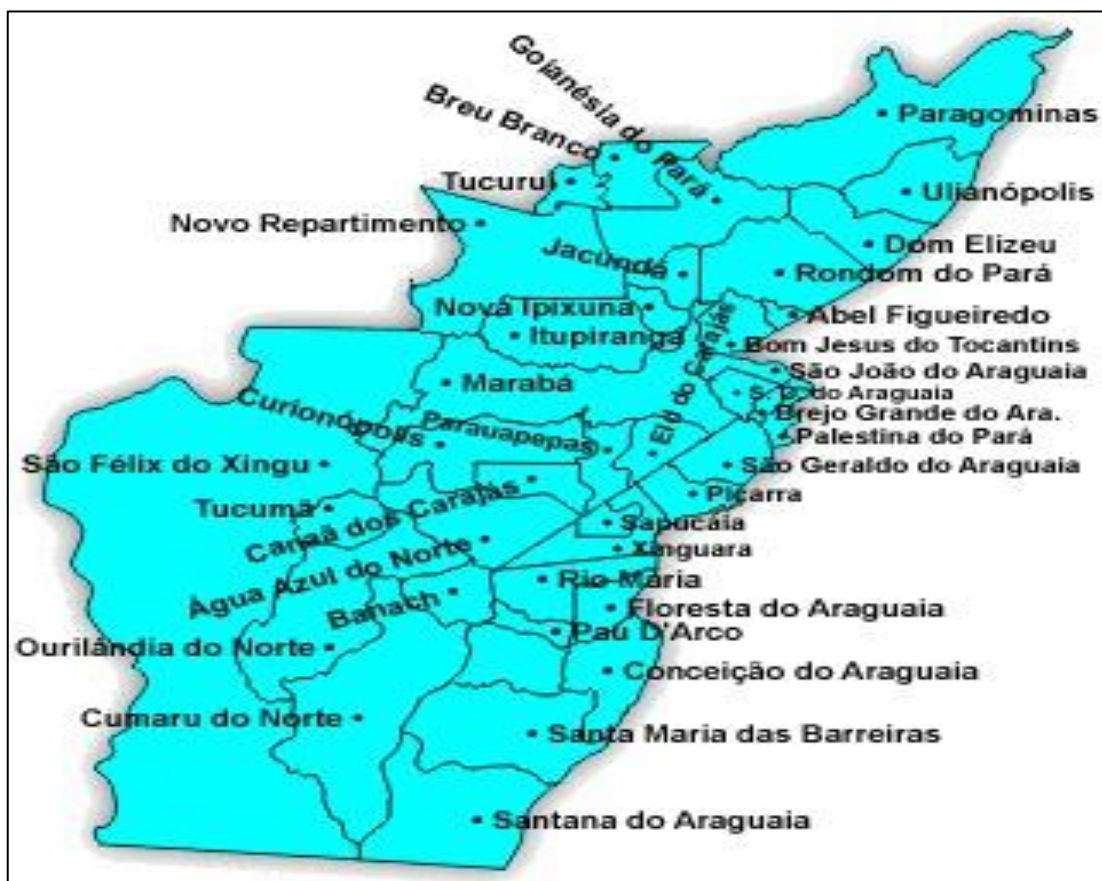 Goianésia do Pará
Breu Branco
Paragominas
Tucuruí
Ulianópolis
Novo Repartimento
Dom Elizeu
Jacundá
Rondom do Pará
Nova Ipixuna
Abel Figueiredo
Itupiranga
Bom Jesus do Tocantins
São João do Araguaia
Marabá
S. D. do Araguaia
Eld do Carajás
Brejo Grande do Ara.
Curionópolis
Parauapepas
Palestina do Pará
São Félix do Xingu
São Geraldo do Araguaia
Piçarra
Tucumã
Canaã dos Carajás
Sapucaia
Xinguara
Água Azul do Norte
Rio Maria
Banach
Floresta do Araguaia
Pau D'Arco
Ourilândia do Norte
Conceição do Araguaia
Cumaru do Norte
Santa Maria das Barreiras
Santana do Araguaia